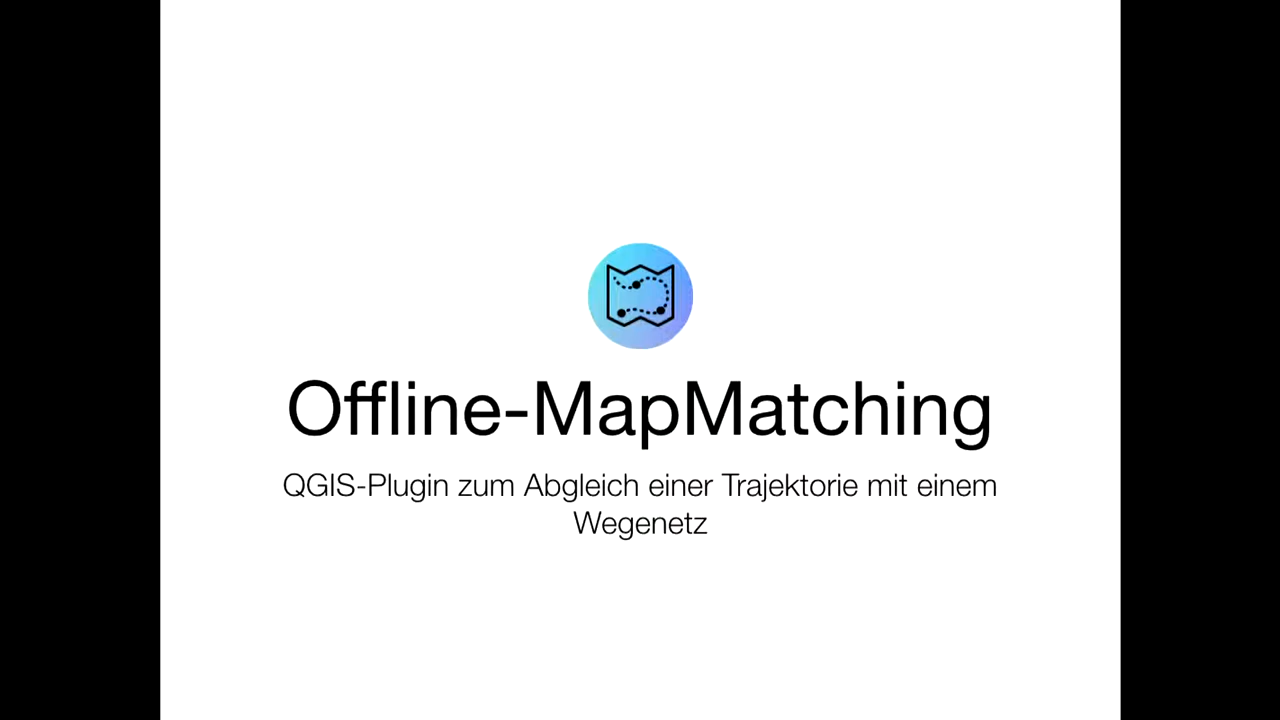 Offline-MapMatching
QGIS-Plugin zum Abgleich einer Trajektorie mit einem
Wegenetz